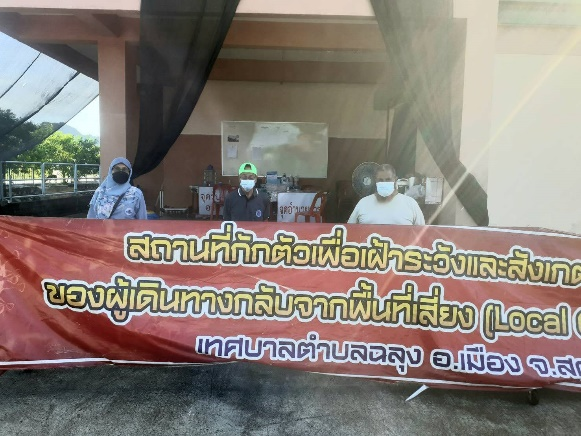 สถานที่กักตัวเพื่อเฝ้าระวังและสังเกต
ของผู้เดินทางกลับจากพื้นที่เสี่ยง (Local
เทศบาลตำบลฉลุง อ.เมือง จ.ส